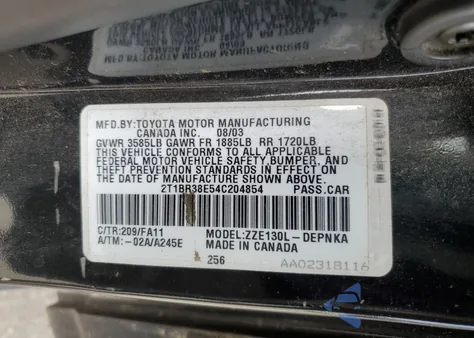 MFD.BY:TOYOTA MOTOR MANUFACTURING
CANADA INC. 08/03
GVWR 3585LB GAWR FR 1885LB RR 1720LB
THIS VEHICLE CONFORMS TO ALL APPLICABLE
FEDERAL MOTOR VEHICLE SAFETY, BUMPER, AND
THEFT PREVENTION STANDARDS IN EFFECT ON
THE DATE OF MANUFACTURE SHOWN ABOVE.
2T1BR38E54C204854 PASS.CAR
C/TR:209/FA11 MODEL:ZZE130L-DEPNKA
A/TM:-02A/A245E MADE IN CANADA
256 AA0231B116